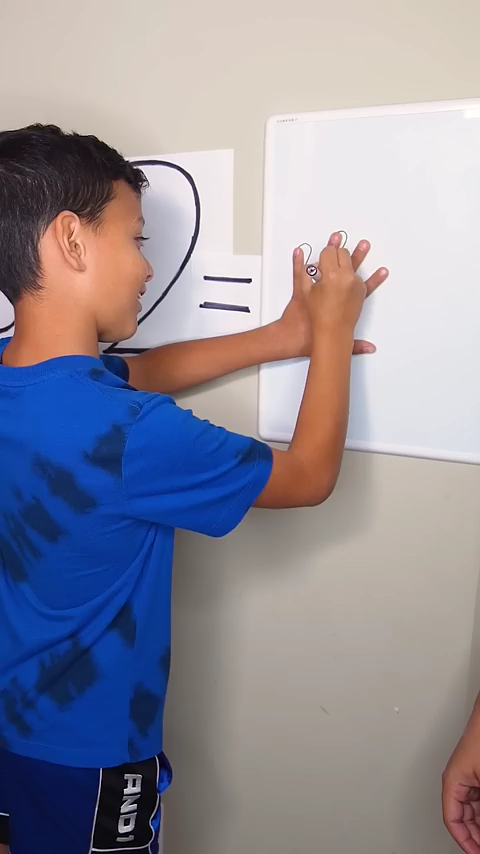 =
AND1